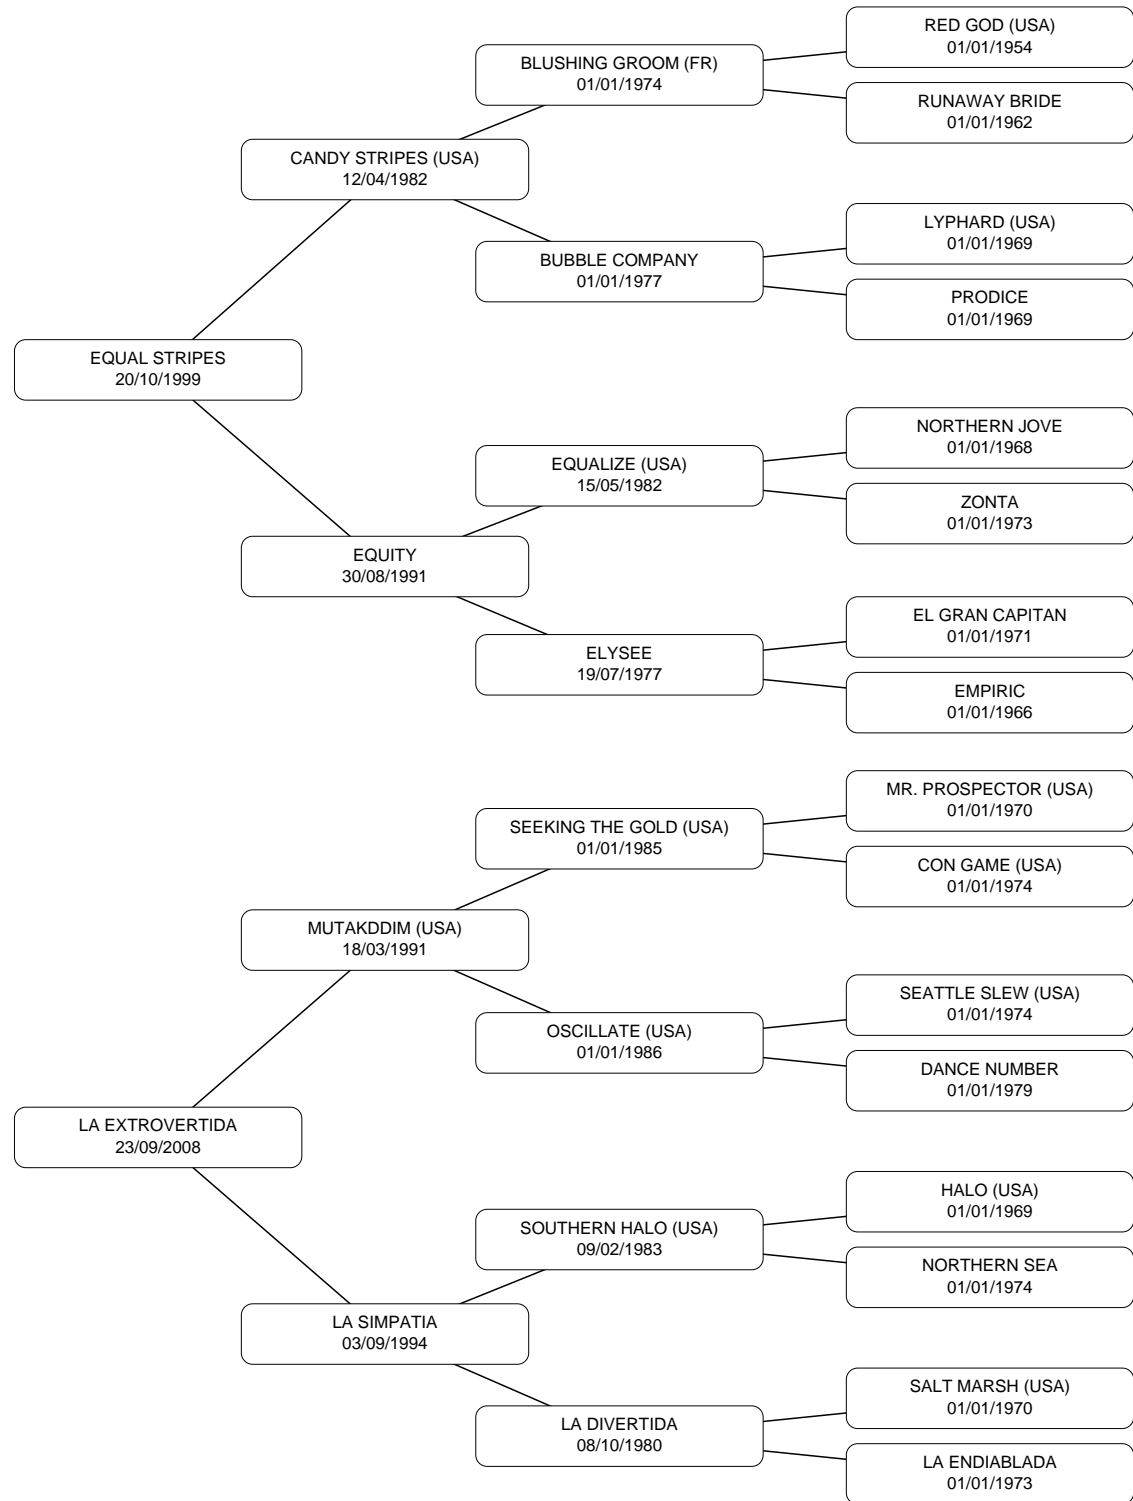 RED GOD (USA)
01/01/1954
BLUSHING GROOM (FR)
01/01/1974
RUNAWAY BRIDE
01/01/1962
CANDY STRIPES (USA)
12/04/1982
LYPHARD (USA)
01/01/1969
BUBBLE COMPANY
01/01/1977
PRODICE
01/01/1969
EQUAL STRIPES
20/10/1999
NORTHERN JOVE
01/01/1968
EQUALIZE (USA)
15/05/1982
ZONTA
01/01/1973
EQUITY
30/08/1991
EL GRAN CAPITAN
01/01/1971
ELYSEE
19/07/1977
EMPIRIC
01/01/1966
MR. PROSPECTOR (USA)
01/01/1970
SEEKING THE GOLD (USA)
01/01/1985
CON GAME (USA)
01/01/1974
MUTAKDDIM (USA)
18/03/1991
SEATTLE SLEW (USA)
01/01/1974
OSCILLATE (USA)
01/01/1986
DANCE NUMBER
01/01/1979
LA EXTROVERTIDA
23/09/2008
HALO (USA)
01/01/1969
SOUTHERN HALO (USA)
09/02/1983
NORTHERN SEA
01/01/1974
LA SIMPATIA
03/09/1994
SALT MARSH (USA)
01/01/1970
LA DIVERTIDA
08/10/1980
LA ENDIABLADA
01/01/1973